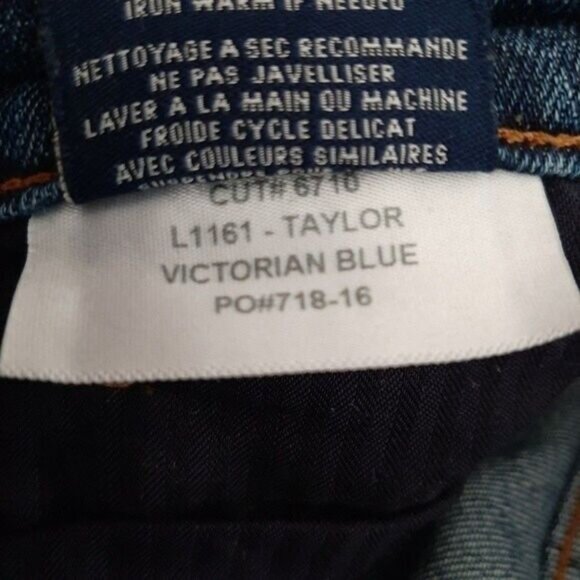 IRON WARM IF NEEDED
NETTOYAGE A SEC RECOMMANDE
NE PAS JAVELLISER
LAVER A LA MAIN OU MACHINE
FROIDE CYCLE DELICAT
AVEC COULEURS SIMILAIRES
CUT# 6710
L1161 - TAYLOR
VICTORIAN BLUE
PO#718-16